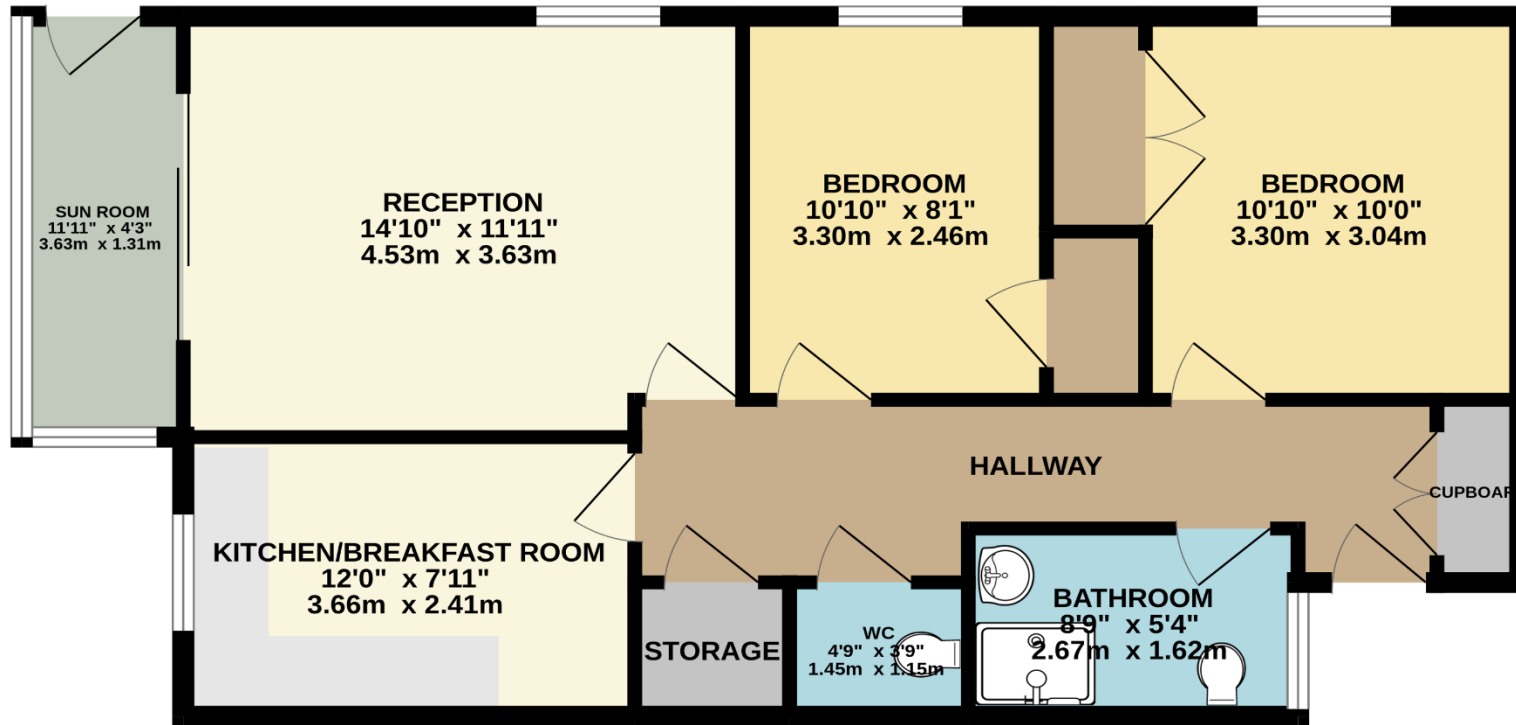 SUN ROOM
11'11" x 4'3"
3.63m x 1.31m
RECEPTION
14'10" x 11'11"
4.53m x 3.63m
BEDROOM
10'10" x 8'1"
3.30m x 2.46m
BEDROOM
10'10" x 10'0"
3.30m x 3.04m
HALLWAY
CUPBOAR
KITCHEN/BREAKFAST ROOM
12'0" x 7'11"
3.66m x 2.41m
STORAGE
WC
4'9" x 3'9"
1.45m x 1.15m
BATHROOM
8'9" x 5'4"
2.67m x 1.62m